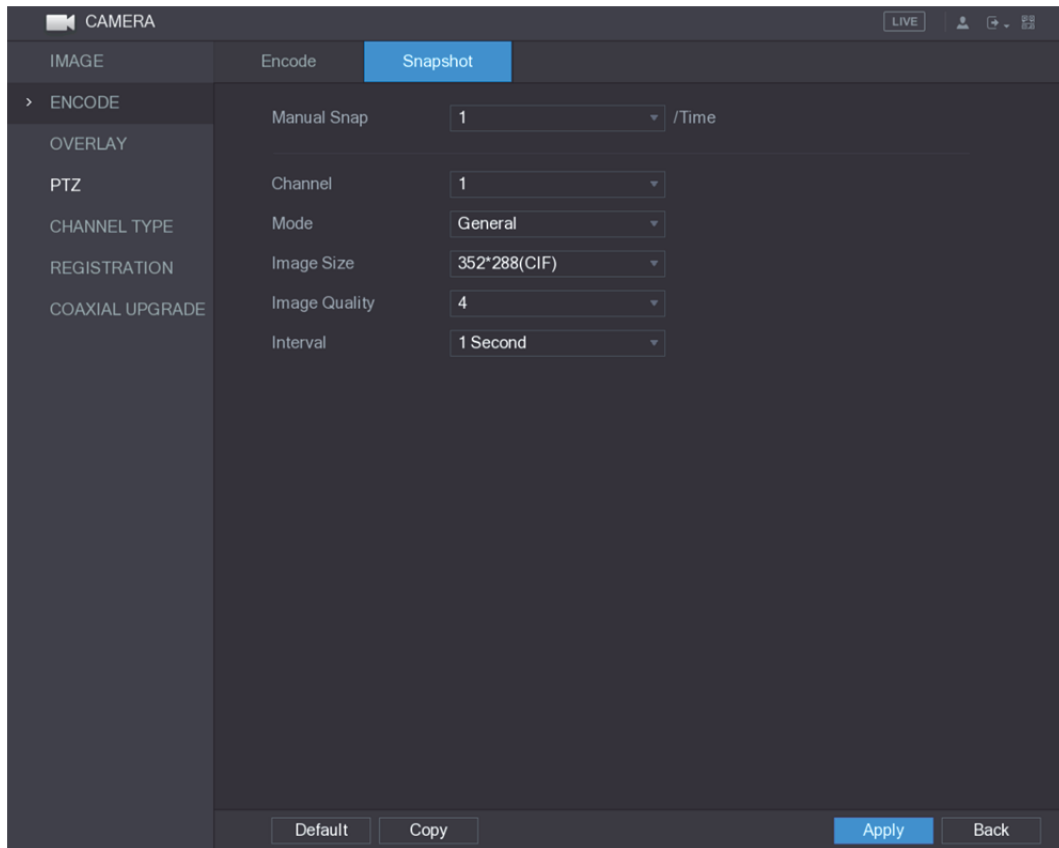 CAMERA
LIVE
IMAGE
Encode Snapshot
> ENCODE
Manual Snap 1 /Time
OVERLAY
PTZ
Channel 1
CHANNEL TYPE
Mode General
REGISTRATION
Image Size 352*288(CIF)
COAXIAL UPGRADE
Image Quality 4
Interval 1 Second
Default Copy Apply Back